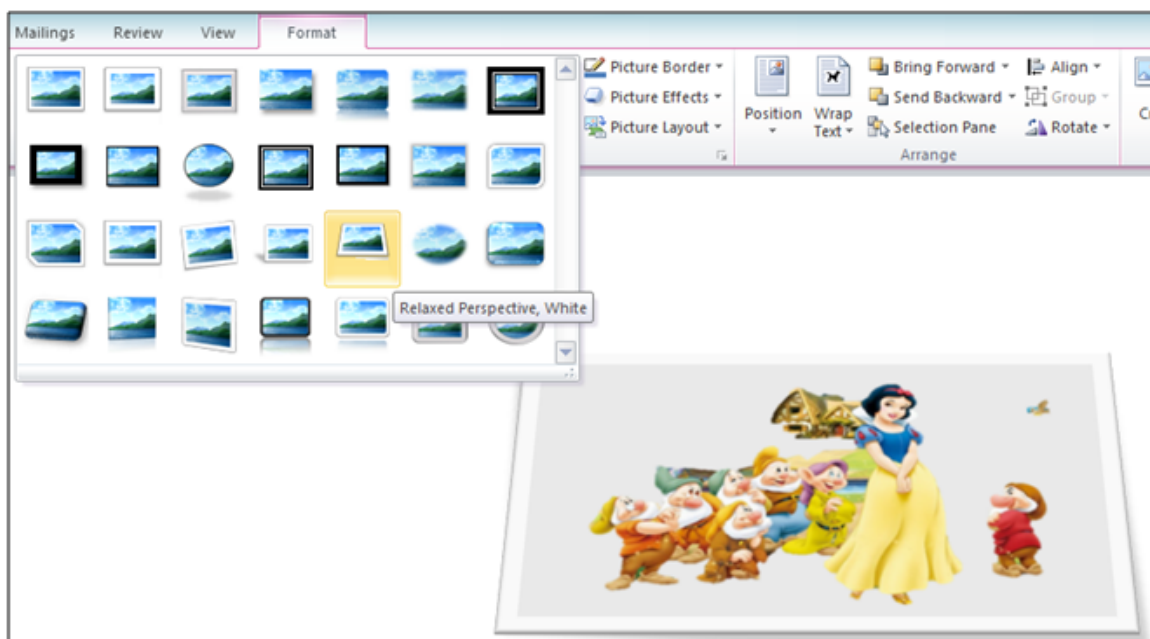 Mailings Review View Format
Picture Border
Picture Effects
Picture Layout
Position
Wrap
Text
Bring Forward
Send Backward
Selection Pane
Align
Group
Rotate
Arrange
Relaxed Perspective, White